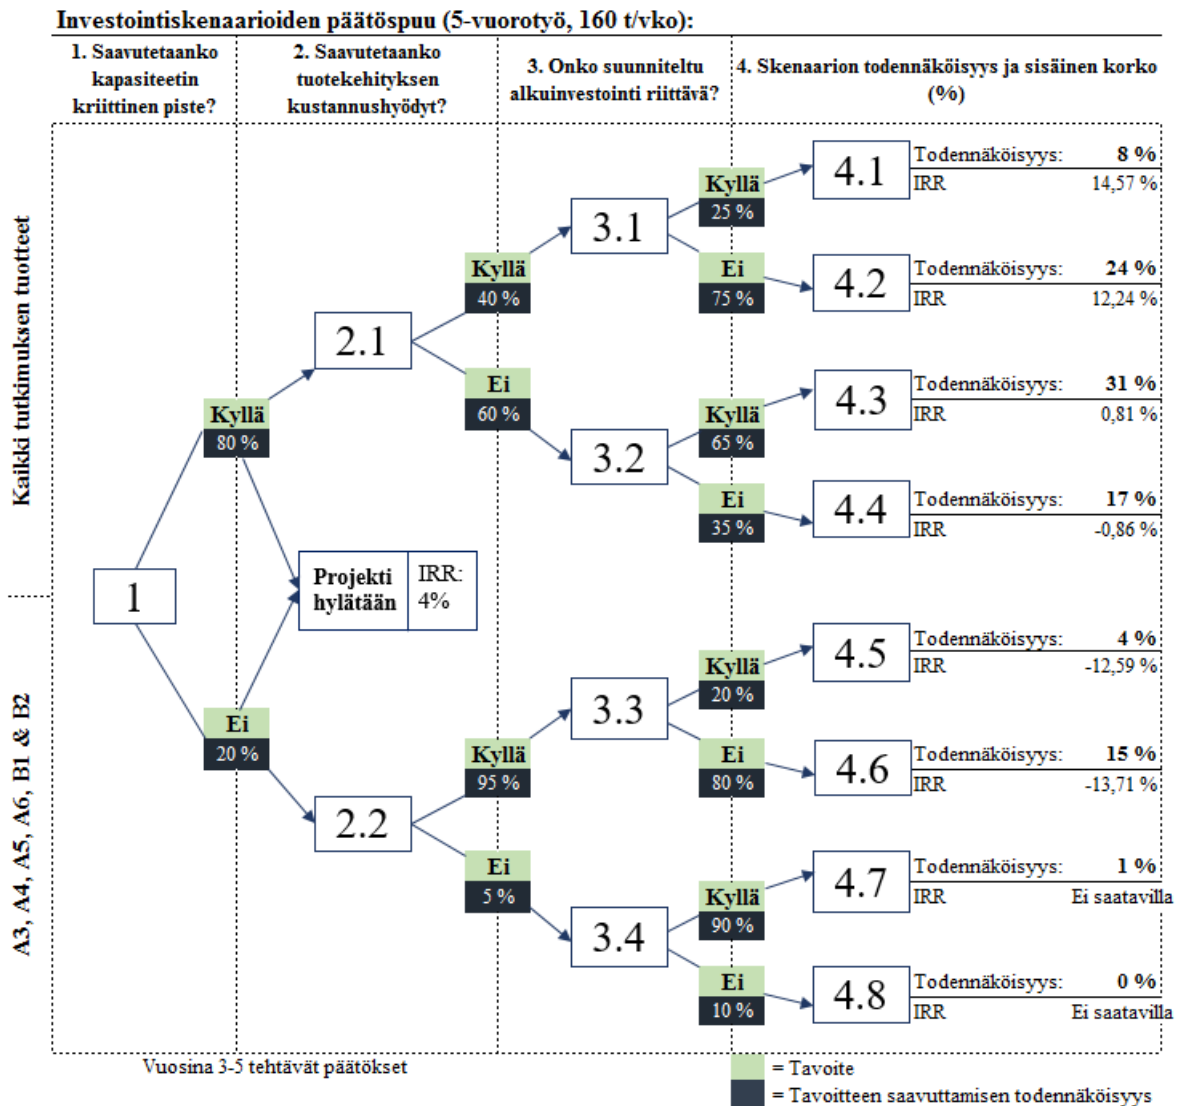 Investointiskenaarioiden päätöspuu (5-vuorotyö, 160 t/vko):
1. Saavutetaanko
kapasiteetin
kriittinen piste?
2. Saavutetaanko
tuotekehityksen
kustannushyödyt?
3. Onko suunniteltu
alkuinvestointi riittävä?
4. Skenaarion todennäköisyys ja sisäinen korko
(%)
Kaikki tutkimuksen tuotteet
A3, A4, A5, A6, B1 & B2
1
Kyllä
80 %
Ei
20 %
Projekti
hylätään
IRR:
4%
2.1
Kyllä
40 %
Ei
60 %
2.2
Kyllä
95 %
Ei
5 %
3.1
Kyllä
25 %
Ei
75 %
3.2
Kyllä
65 %
Ei
35 %
3.3
Kyllä
20 %
Ei
80 %
3.4
Kyllä
90 %
Ei
10 %
4.1
Todennäköisyys: 8 %
IRR 14,57 %
4.2
Todennäköisyys: 24 %
IRR 12,24 %
4.3
Todennäköisyys: 31 %
IRR 0,81 %
4.4
Todennäköisyys: 17 %
IRR -0,86 %
4.5
Todennäköisyys: 4 %
IRR -12,59 %
4.6
Todennäköisyys: 15 %
IRR -13,71 %
4.7
Todennäköisyys: 1 %
IRR Ei saatavilla
4.8
Todennäköisyys: 0 %
IRR Ei saatavilla
Vuosina 3-5 tehtävät päätökset
= Tavoite
= Tavoitteen saavuttamisen todennäköisyys